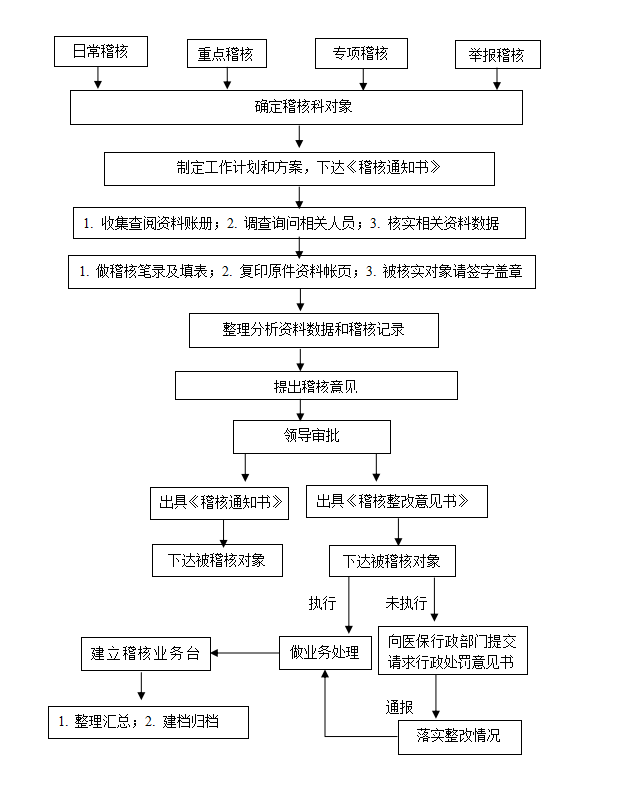 日常稽核
重点稽核
专项稽核
举报稽核
确定稽核科对象
制定工作计划和方案，下达《稽核通知书》
1. 收集查阅资料账册；2. 调查询问相关人员；3. 核实相关资料数据
1. 做稽核笔录及填表；2. 复印原件资料帐页；3. 被核实对象请签字盖章
整理分析资料数据和稽核记录
提出稽核意见
领导审批
出具《稽核通知书》
出具《稽核整改意见书》
下达被稽核对象
下达被稽核对象
执行
未执行
建立稽核业务台
做业务处理
向医保行政部门提交
请求行政处罚意见书
通报
1. 整理汇总；2. 建档归档
落实整改情况